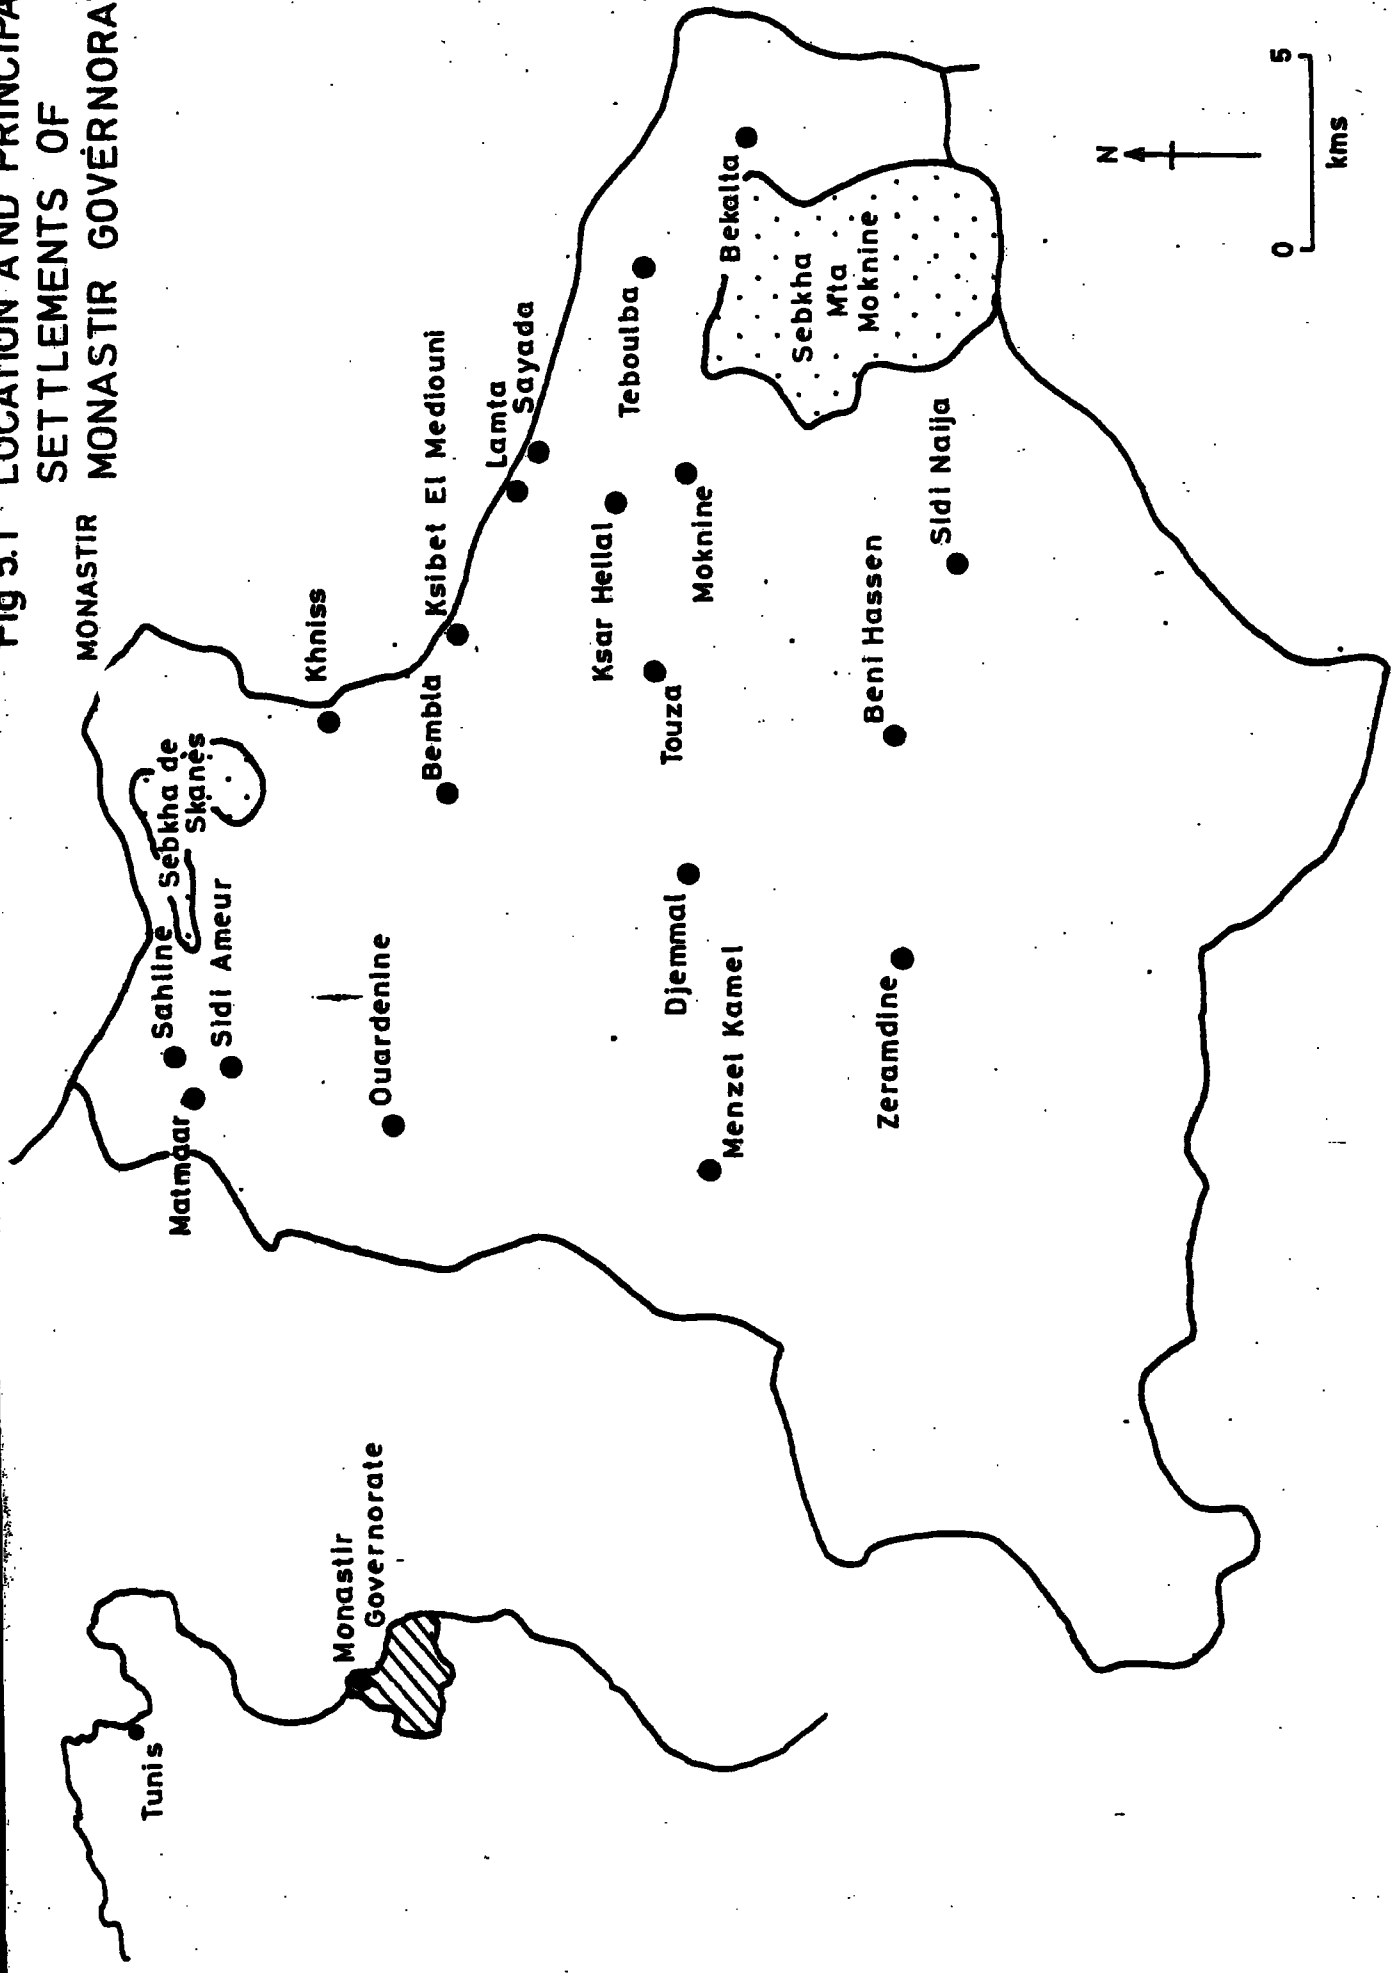 Fig 5.1 LOCATION AND PRINCIPA
SETTLEMENTS OF
MONASTIR GOVERNORA
MONASTIR
Tunis
Monastir
Governorate
Matmaar
Sahline
Sidi Ameur
Sebkha de
Skanès
Khniss
Ouardenine
Bembla
Ksibet El Mediouni
Lamta
Sayada
Ksar Hellal
Teboulba
Touza
Moknine
Djemmal
Menzel Kamel
Bekalta
Sebkha
Mta
Moknine
Zeramdine
Beni Hassen
Sidi Naija
N
0 5
kms